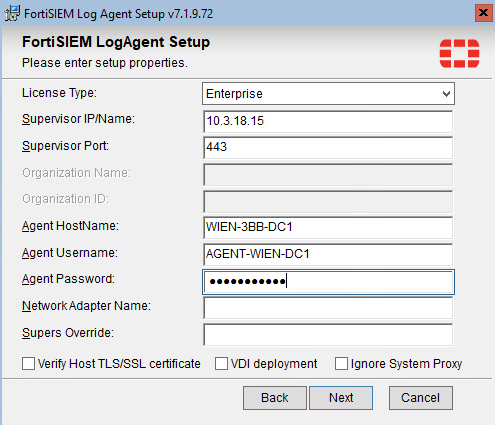 FortiSIEM Log Agent Setup v7.1.9.72
FortiSIEM LogAgent Setup
Please enter setup properties.
License Type: Enterprise
Supervisor IP/Name: 10.3.18.15
Supervisor Port: 443
Organization Name:
Organization ID:
Agent HostName: WIEN-3BB-DC1
Agent Username: AGENT-WIEN-DC1
Agent Password: ●●●●●●●●●●●
Network Adapter Name:
Supers Override:
Verify Host TLS/SSL certificate VDI deployment Ignore System Proxy
Back Next Cancel